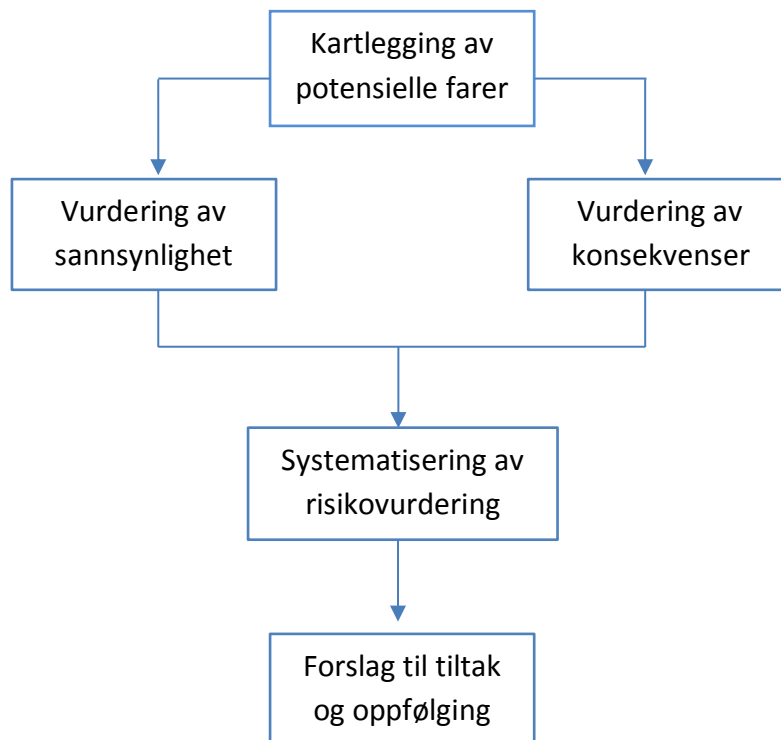 Kartlegging av
potensielle farer
Vurdering av
sannsynlighet
Vurdering av
konsekvenser
Systematisering av
risikovurdering
Forslag til tiltak
og oppfølging